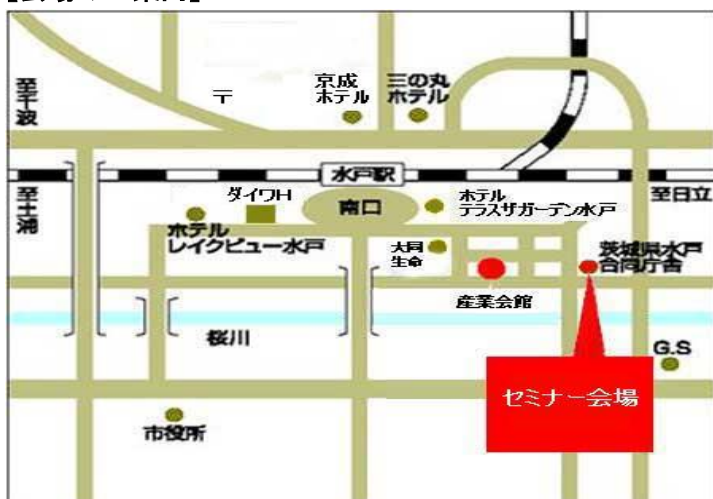 京成
ホテル
三の丸
ホテル
〒
至千波
水戸駅
至土浦
ダイワH
南口
ホテル
テラスザガーデン水戸
至日立
ホテル
レイクビュー水戸
大同
生命
茨城県水戸
合同庁舎
産業会館
桜川
G.S
セミナー会場
市役所